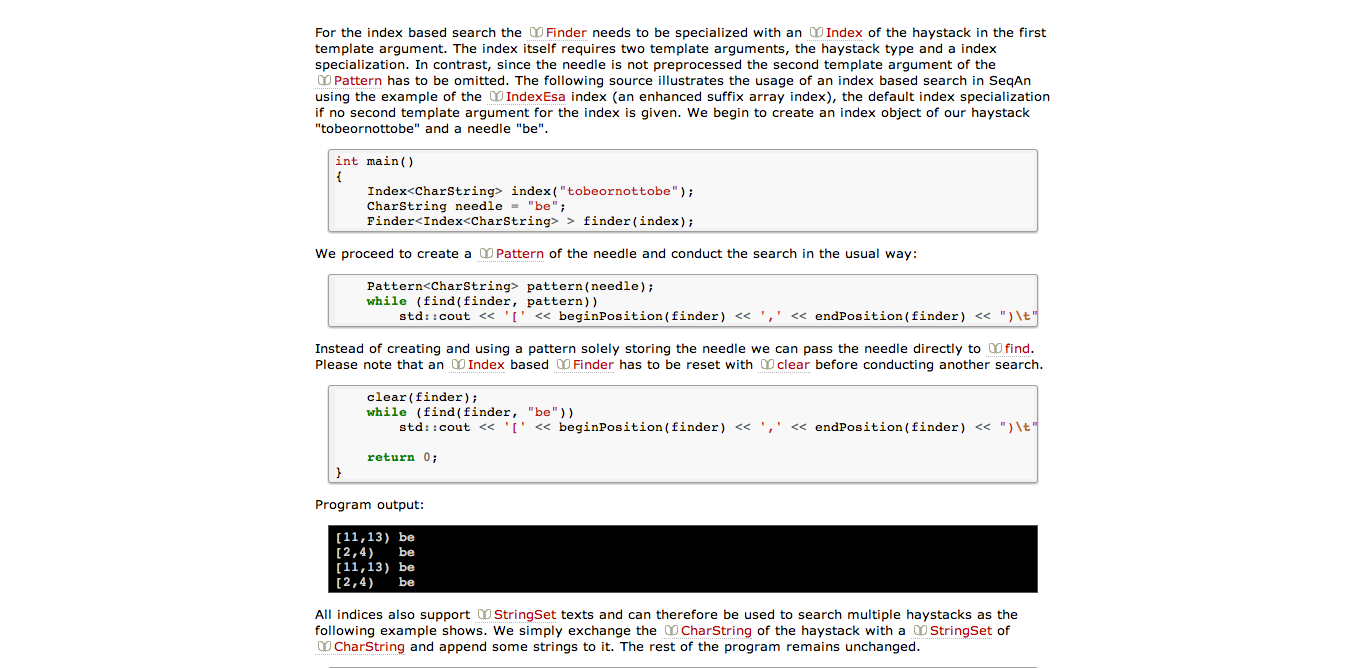 For the index based search the Finder needs to be specialized with an Index of the haystack in the first
template argument. The index itself requires two template arguments, the haystack type and a index
specialization. In contrast, since the needle is not preprocessed the second template argument of the
Pattern has to be omitted. The following source illustrates the usage of an index based search in SeqAn
using the example of the IndexEsa index (an enhanced suffix array index), the default index specialization
if no second template argument for the index is given. We begin to create an index object of our haystack
"tobeornottobe" and a needle "be".
int main()
{
    Index<CharString> index("tobeornottobe");
    CharString needle = "be";
    Finder<Index<CharString> > finder(index);
We proceed to create a Pattern of the needle and conduct the search in the usual way:
    Pattern<CharString> pattern(needle);
    while (find(finder, pattern))
        std::cout << '[' << beginPosition(finder) << ',' << endPosition(finder) << ")\t"
Instead of creating and using a pattern solely storing the needle we can pass the needle directly to find.
Please note that an Index based Finder has to be reset with clear before conducting another search.
    clear(finder);
    while (find(finder, "be"))
        std::cout << '[' << beginPosition(finder) << ',' << endPosition(finder) << ")\t"
    return 0;
}
Program output:
[11,13) be
[2,4)   be
[11,13) be
[2,4)   be
All indices also support StringSet texts and can therefore be used to search multiple haystacks as the
following example shows. We simply exchange the CharString of the haystack with a StringSet of
CharString and append some strings to it. The rest of the program remains unchanged.